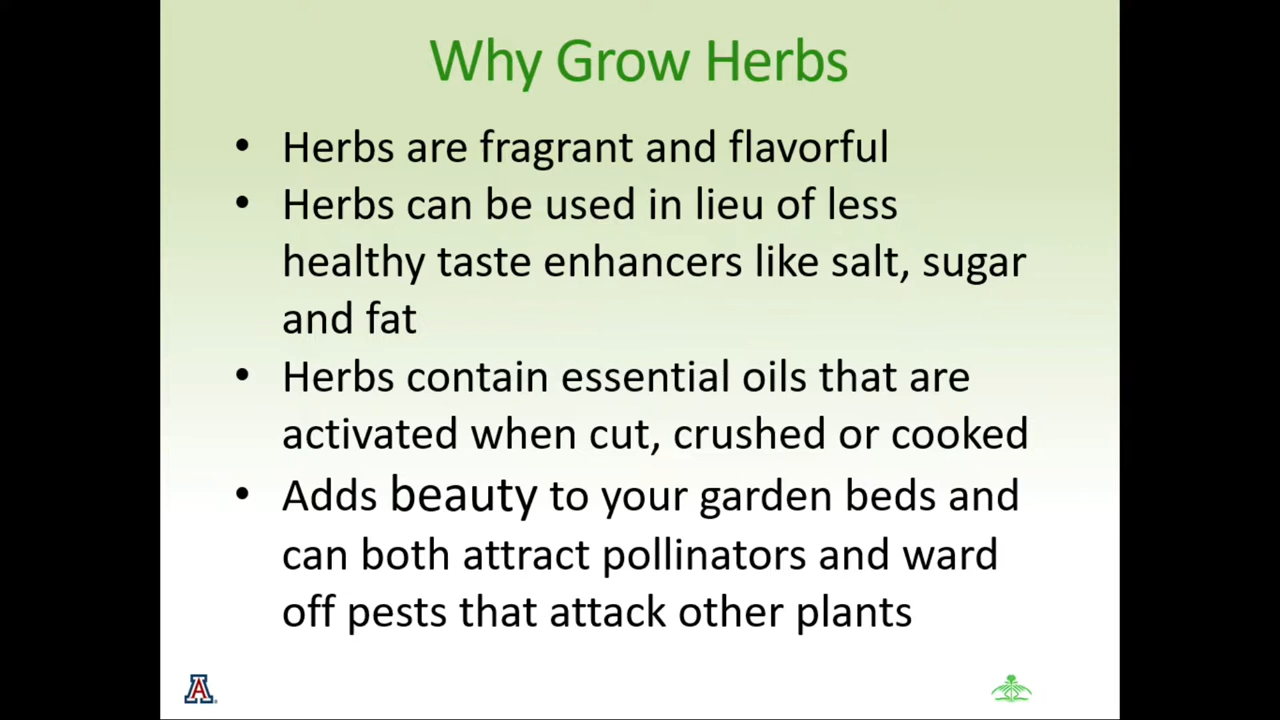 Why Grow Herbs
• Herbs are fragrant and flavorful
• Herbs can be used in lieu of less
healthy taste enhancers like salt, sugar
and fat
• Herbs contain essential oils that are
activated when cut, crushed or cooked
• Adds beauty to your garden beds and
can both attract pollinators and ward
off pests that attack other plants
A